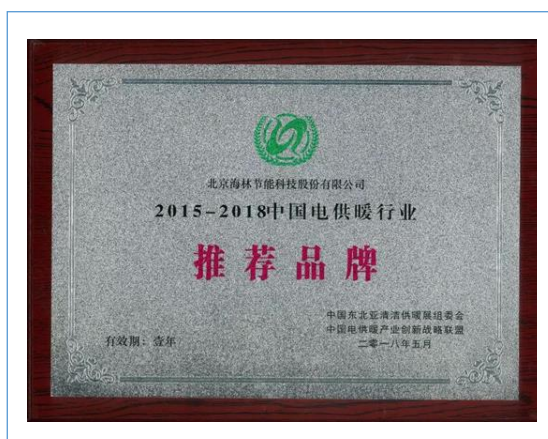 北京海林节能科技股份有限公司
2015-2018中国电供暖行业
推荐品牌
中国东北亚清洁供暖展组委会
中国电供暖产业创新战略联盟
有效期：壹年
二零一八年五月